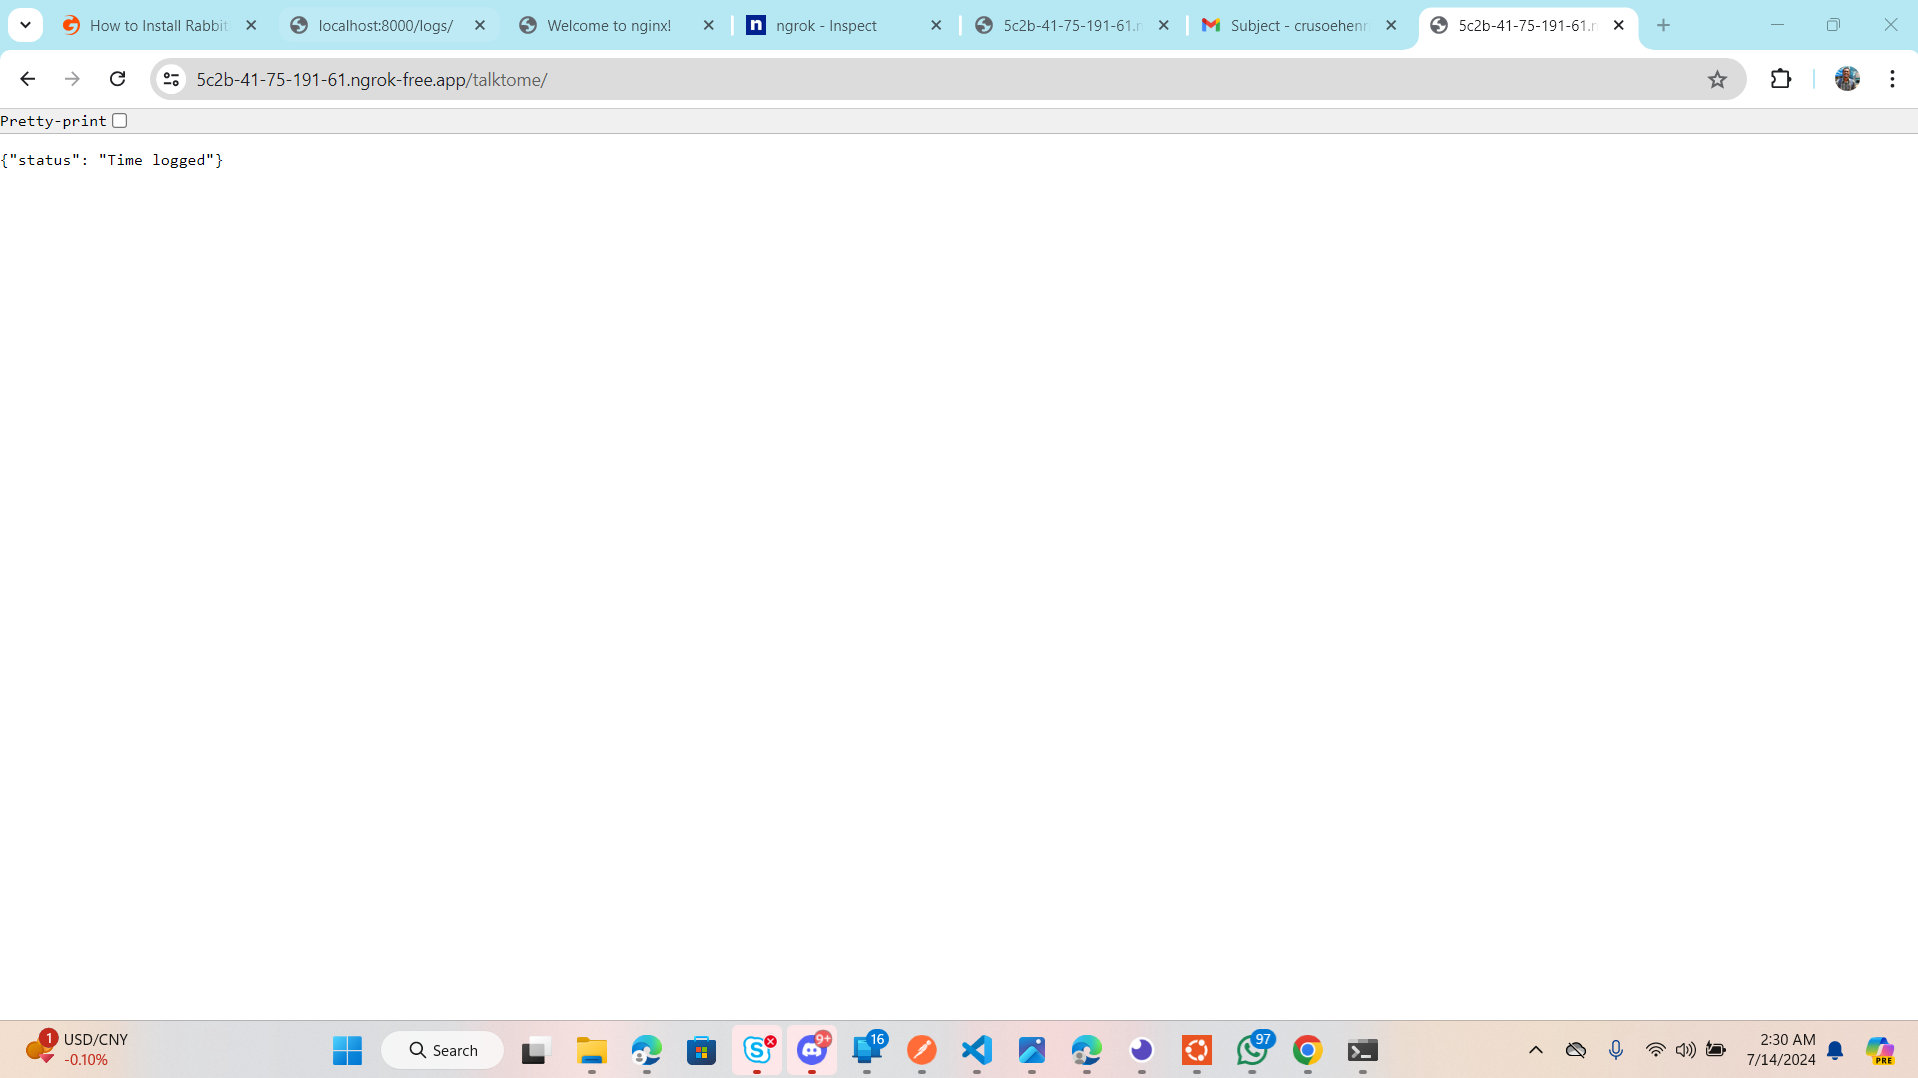 How to Install Rabbit
localhost:8000/logs/
Welcome to nginx!
ngrok - Inspect
5c2b-41-75-191-61.n
Subject - crusoehenr
5c2b-41-75-191-61.n
5c2b-41-75-191-61.ngrok-free.app/talktome/
Pretty-print
{"status": "Time logged"}
1
USD/CNY
-0.10%
Search
9+
16
97
2:30 AM
7/14/2024
PRE